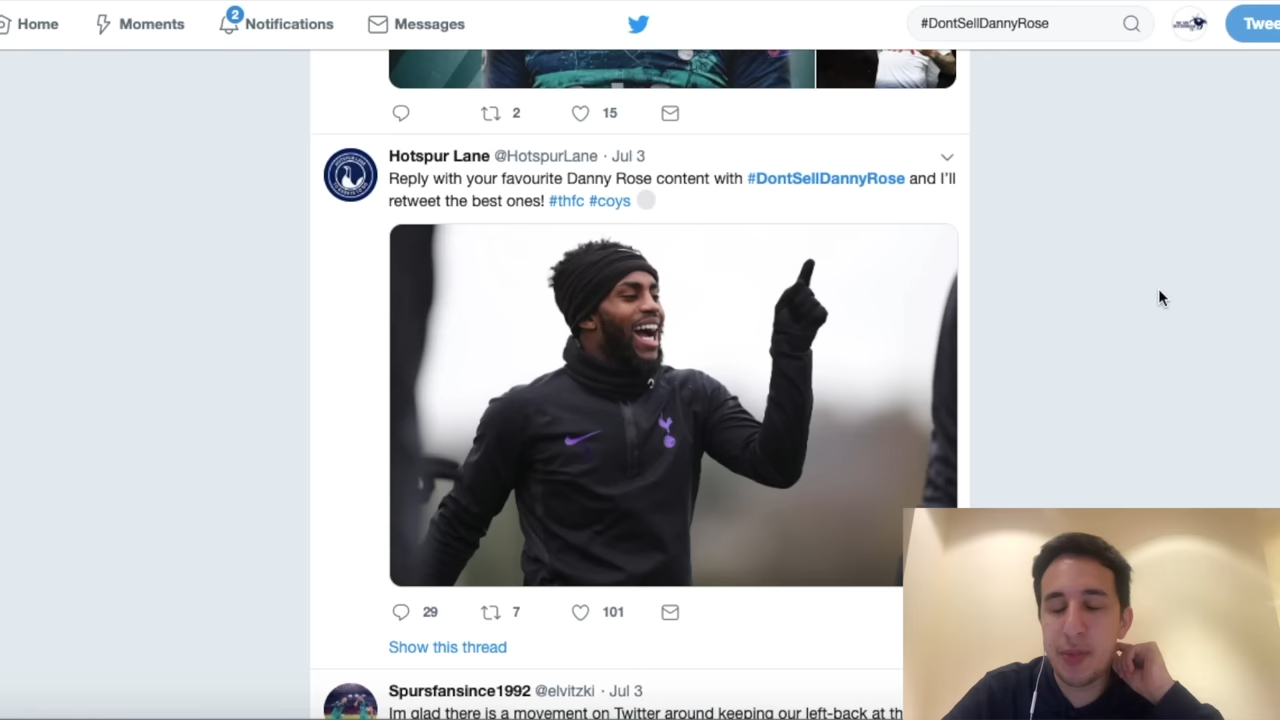 Home
Moments
2
Notifications
Messages
#DontSellDannyRose
Twee
2
15
Hotspur Lane @HotspurLane · Jul 3
Reply with your favourite Danny Rose content with #DontSellDannyRose and I'll
retweet the best ones! #thfc #coys
29
7
101
Show this thread
Spursfansince1992 @elvitzki · Jul 3
Im glad there is a movement on Twitter around keeping our left-back at th